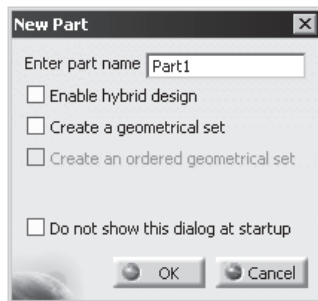 New Part
Enter part name Part1
Enable hybrid design
Create a geometrical set
Create an ordered geometrical set
Do not show this dialog at startup
OK Cancel